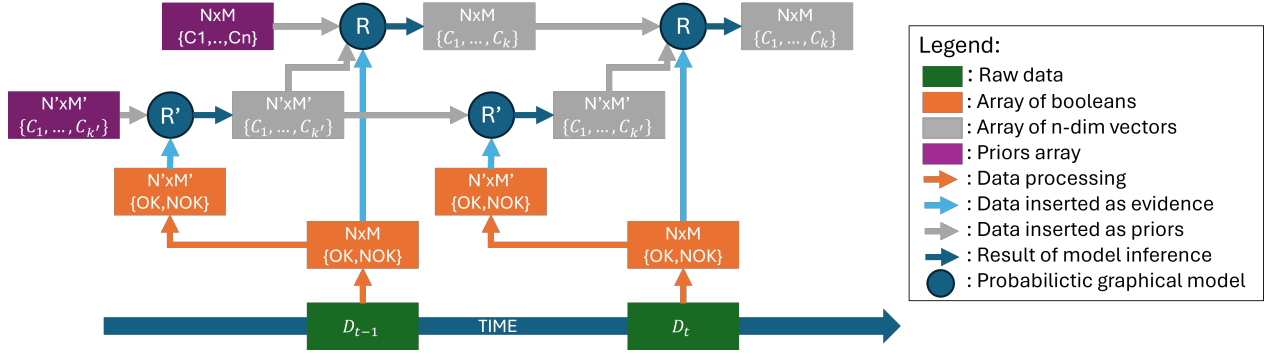 NxM
{C1,..,Cn}
R
NxM
{C₁, …, Cₖ}
R
NxM
{C₁, …, Cₖ}
N'xM'
{C₁, …, Cₖ′}
R'
N'xM'
{C₁, …, Cₖ′}
R'
N'xM'
{C₁, …, Cₖ′}
N'xM'
{OK,NOK}
N'xM'
{OK,NOK}
NxM
{OK,NOK}
NxM
{OK,NOK}
Dₜ₋₁
TIME
Dₜ
Legend:
: Raw data
: Array of booleans
: Array of n-dim vectors
: Priors array
: Data processing
: Data inserted as evidence
: Data inserted as priors
: Result of model inference
: Probabilictic graphical model